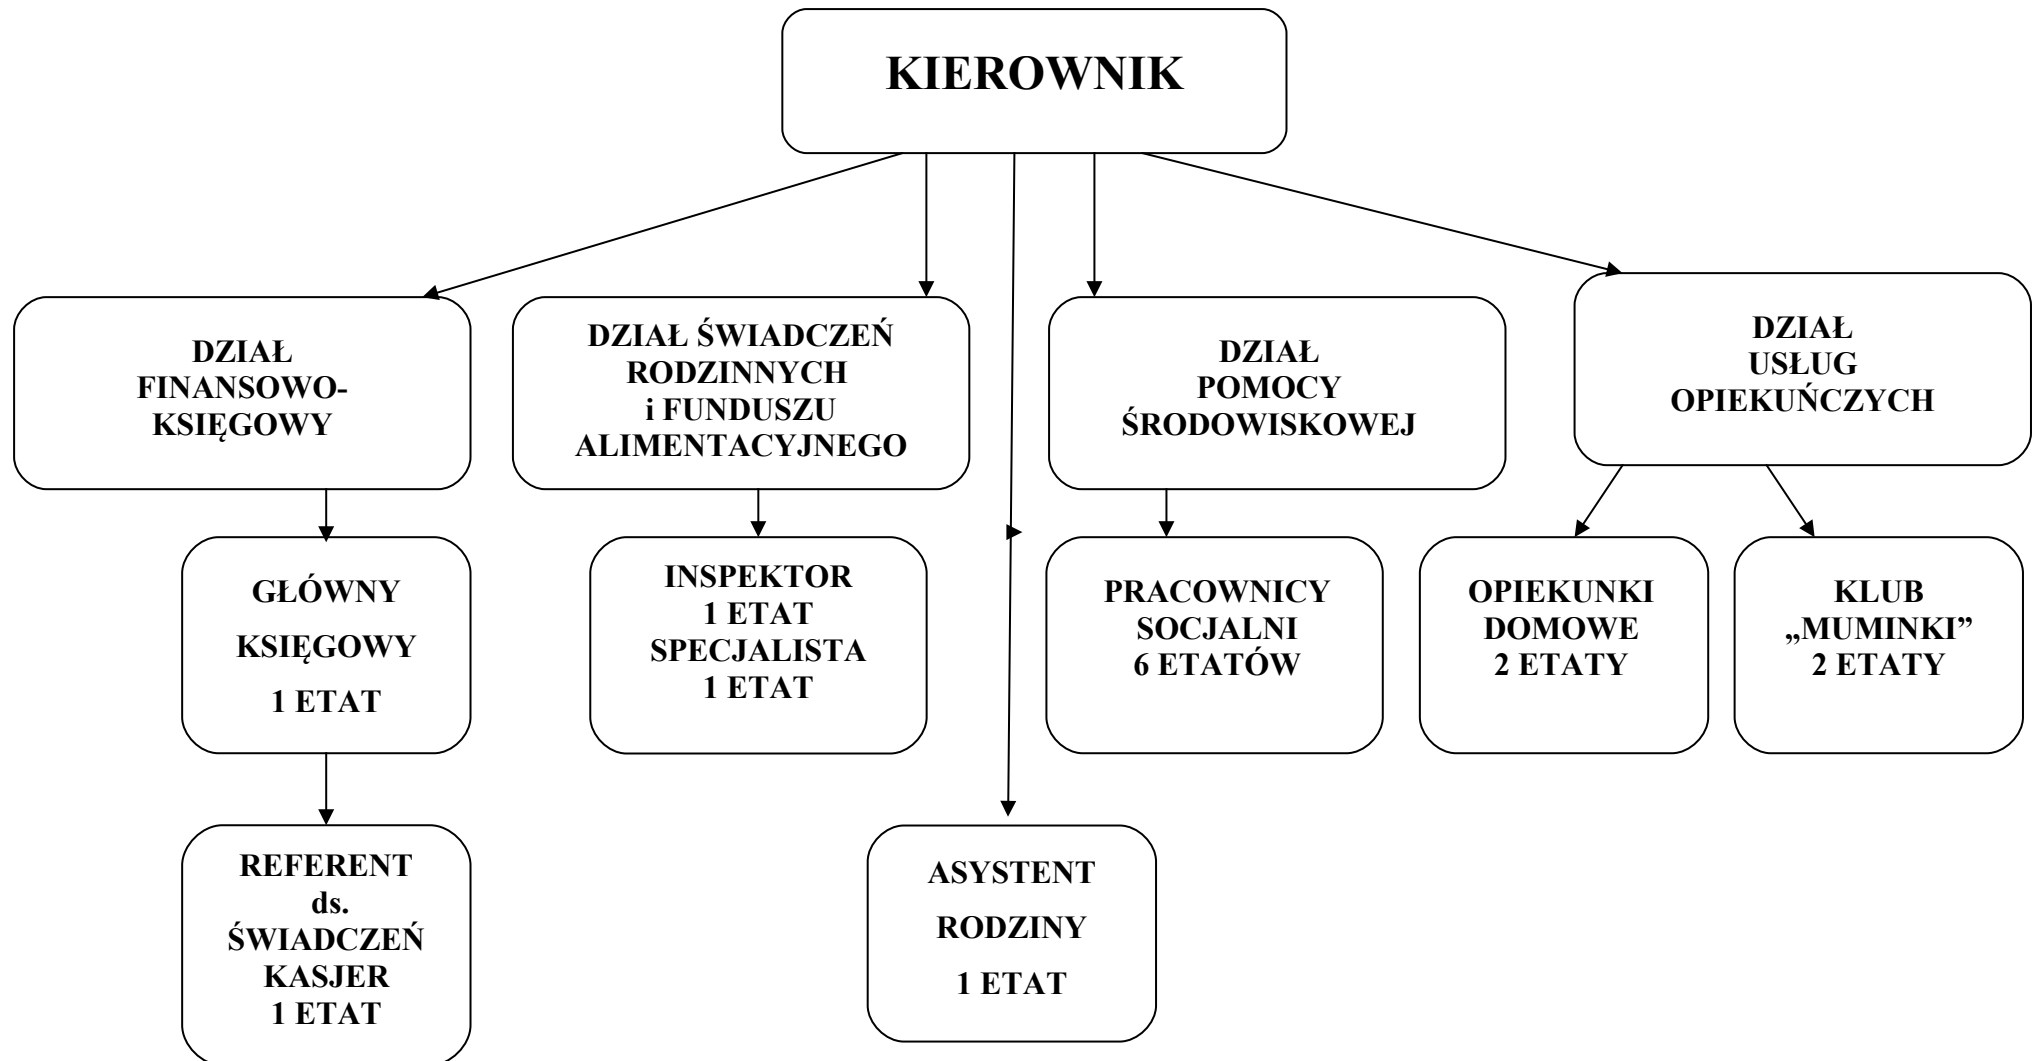 KIEROWNIK
DZIAŁ
FINANSOWO-
KSIĘGOWY
DZIAŁ ŚWIADCZEŃ
RODZINNYCH
i FUNDUSZU
ALIMENTACYJNEGO
DZIAŁ
POMOCY
ŚRODOWISKOWEJ
DZIAŁ
USŁUG
OPIEKUŃCZYCH
GŁÓWNY
KSIĘGOWY
1 ETAT
INSPEKTOR
1 ETAT
SPECJALISTA
1 ETAT
PRACOWNICY
SOCJALNI
6 ETATÓW
OPIEKUNKI
DOMOWE
2 ETATY
KLUB
„MUMINKI”
2 ETATY
REFERENT
ds.
ŚWIADCZEŃ
KASJER
1 ETAT
ASYSTENT
RODZINY
1 ETAT